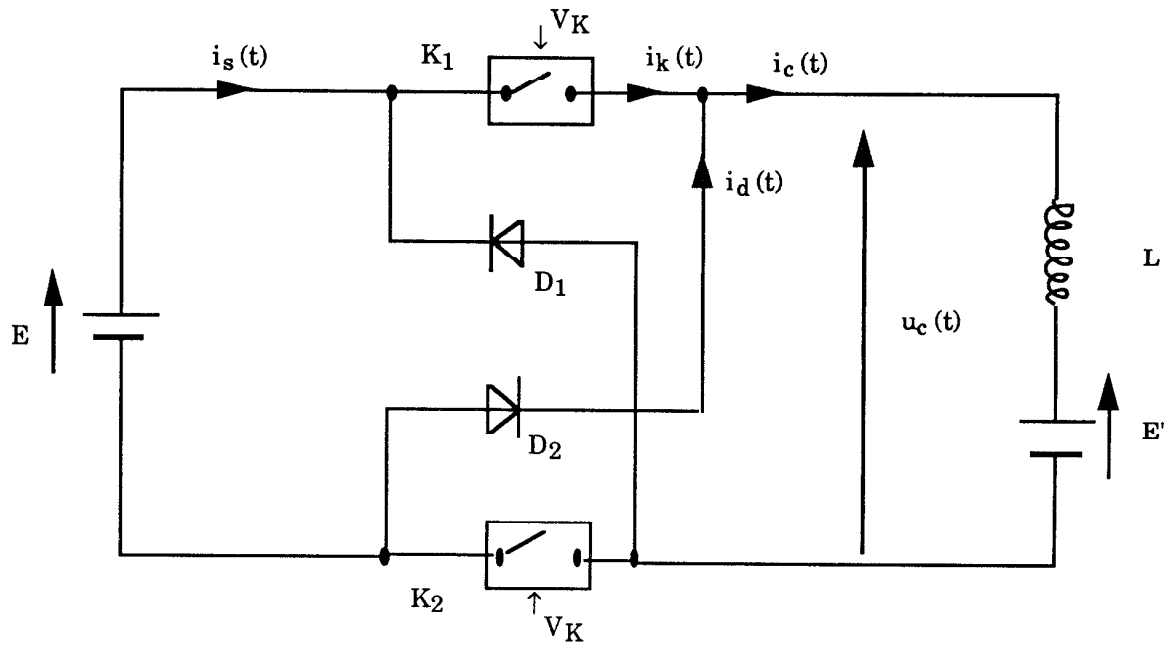 V_K
i_s (t)
K_1
i_k (t)
i_c (t)
i_d (t)
D_1
L
E
u_c (t)
D_2
E'
K_2
V_K